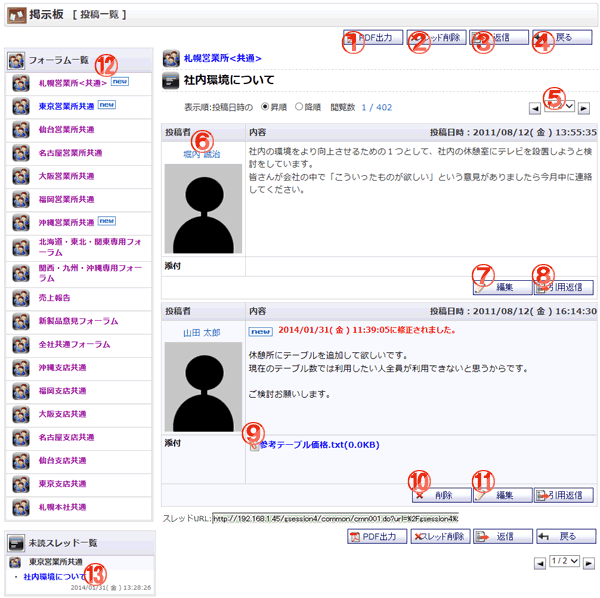 掲示板 [ 投稿一覧 ]
① PDF出力 ② スレッド削除 ③ 返信 ④ 戻る
フォーラム一覧 ⑫
札幌営業所<共通> new
東京営業所共通 new
仙台営業所共通
名古屋営業所共通
大阪営業所共通
福岡営業所共通
沖縄営業所共通 new
北海道・東北・関東専用フォ
ーラム
関西・九州・沖縄専用フォーラ
ム
売上報告
新製品意見フォーラム
全社共通フォーラム
沖縄支店共通
福岡支店共通
大阪支店共通
名古屋支店共通
仙台支店共通
東京支店共通
札幌本社共通
未読スレッド一覧
東京営業所共通
・ 社内環境について ⑬
2014/01/31( 金 ) 13:28:26
札幌営業所<共通>
社内環境について
表示順:投稿日時の 昇順 降順 閲覧数 1 / 402
⑤
投稿者 ⑥ 内容 投稿日時 : 2011/08/12( 金 ) 13:55:35
堀内 誠治
社内の環境をより向上させるための１つとして、社内の休憩室にテレビを設置しようと検
討をしています。
皆さんが会社の中で「こういったものが欲しい」という意見がありましたら今月中に連絡
してください。
添付
⑦ 編集 ⑧ 引用返信
投稿者 内容 投稿日時 : 2011/08/12( 金 ) 16:14:30
山田 太郎
new 2014/01/31( 金 ) 11:39:05に修正されました。
休憩所にテーブルを追加して欲しいです。
現在のテーブル数では利用したい人全員が利用できないと思うからです。
ご検討お願いします。
添付
⑨ 参考テーブル価格.txt(0.0KB)
⑩ 削除 ⑪ 編集 引用返信
スレッドURL: http://192.168.1.45/gsession4/common/cmn001.do?url=%2Fgsession4%
PDF出力 スレッド削除 返信 戻る
1 / 2